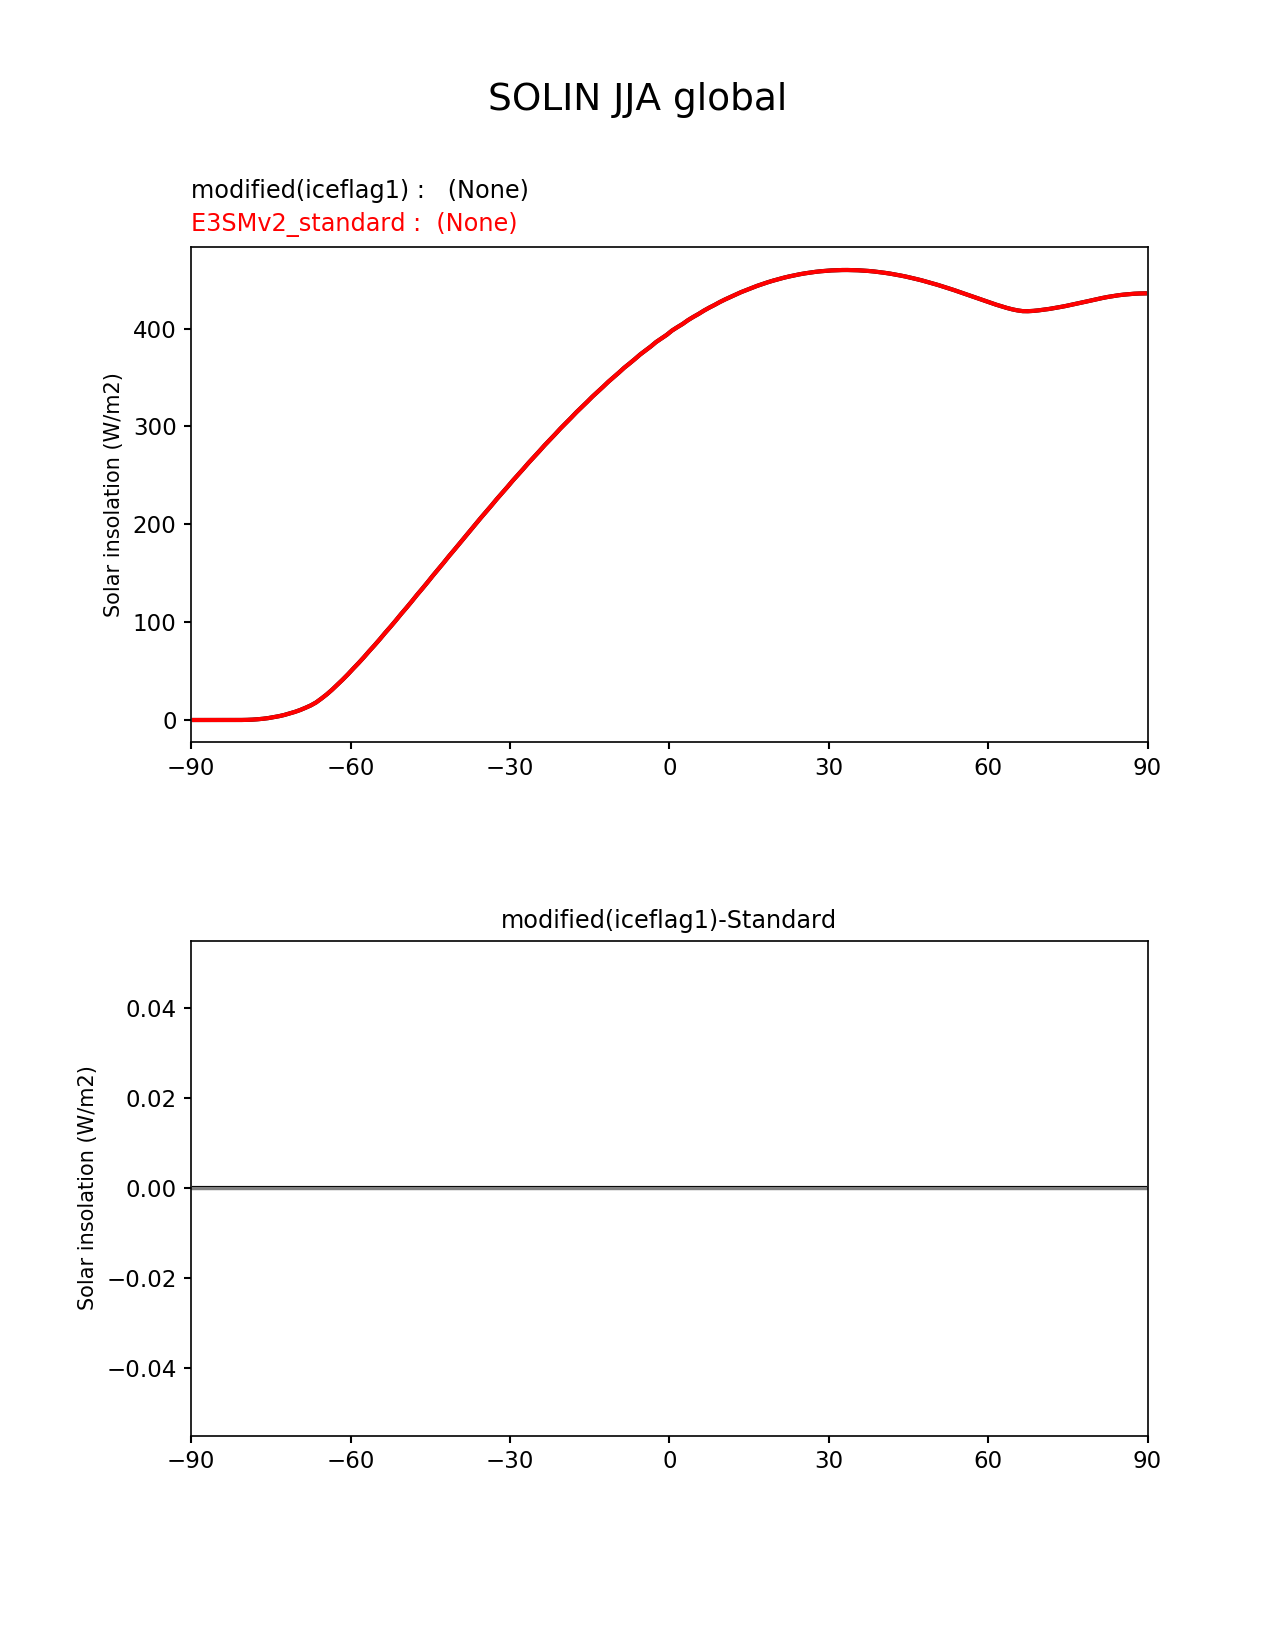 SOLIN JJA global
modified(iceflag1) :   (None)
E3SMv2_standard :  (None)
Solar insolation (W/m2)
400
300
200
100
0
−90 −60 −30 0 30 60 90
modified(iceflag1)-Standard
Solar insolation (W/m2)
0.04
0.02
0.00
−0.02
−0.04
−90 −60 −30 0 30 60 90